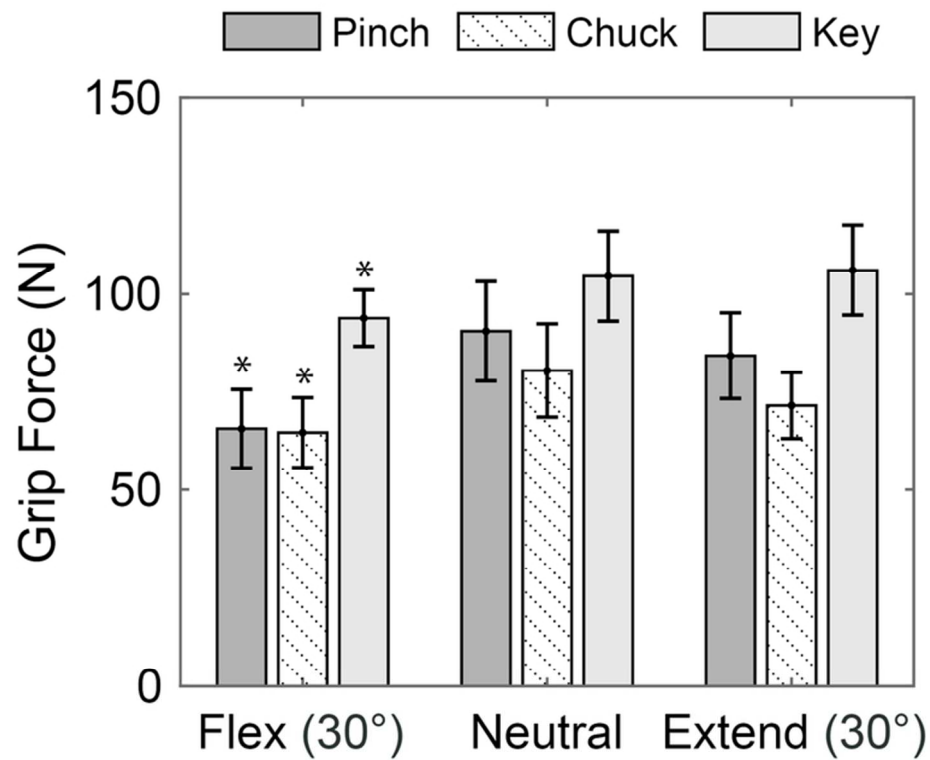 Pinch Chuck Key
150
100
50
0
Grip Force (N)
*
*
*
Flex (30°) Neutral Extend (30°)